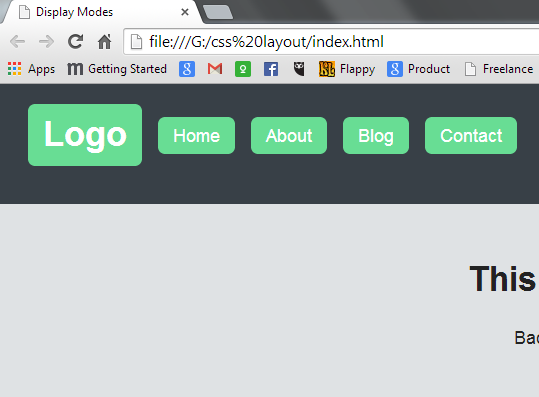 Display Modes
file:///G:/css%20layout/index.html
Apps Getting Started Flappy Product Freelance
Logo Home About Blog Contact
This
Bac